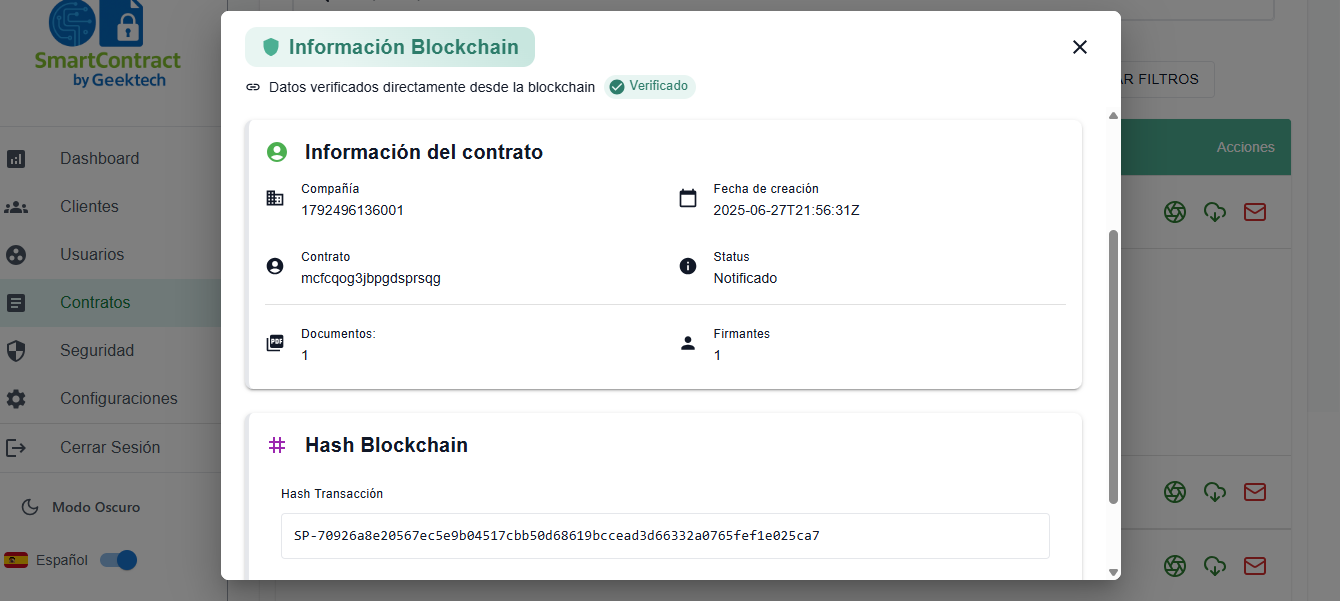 SmartContract
by Geektech
Dashboard
Clientes
Usuarios
Contratos
Seguridad
Configuraciones
Cerrar Sesión
Modo Oscuro
Español
Información Blockchain
Datos verificados directamente desde la blockchain
Verificado
Información del contrato
Compañía
1792496136001
Fecha de creación
2025-06-27T21:56:31Z
Contrato
mcfcqog3jbpgdsprsqg
Status
Notificado
Documentos:
PDF
1
Firmantes
1
Hash Blockchain
Hash Transacción
SP-70926a8e20567ec5e9b04517cbb50d68619bccead3d66332a0765fef1e025ca7
AR FILTROS
Acciones